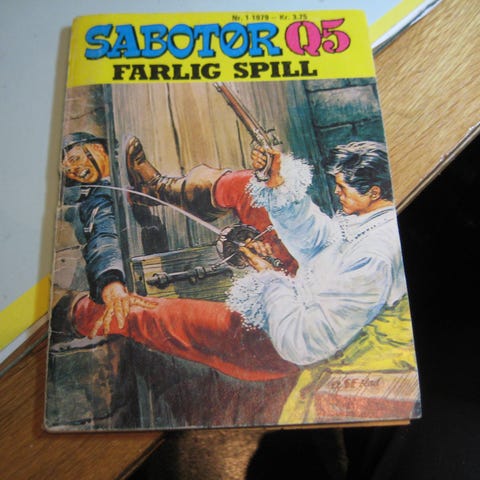 Nr. 1 1979 - Kr. 3.75
SABOTØR Q5
FARLIG SPILL